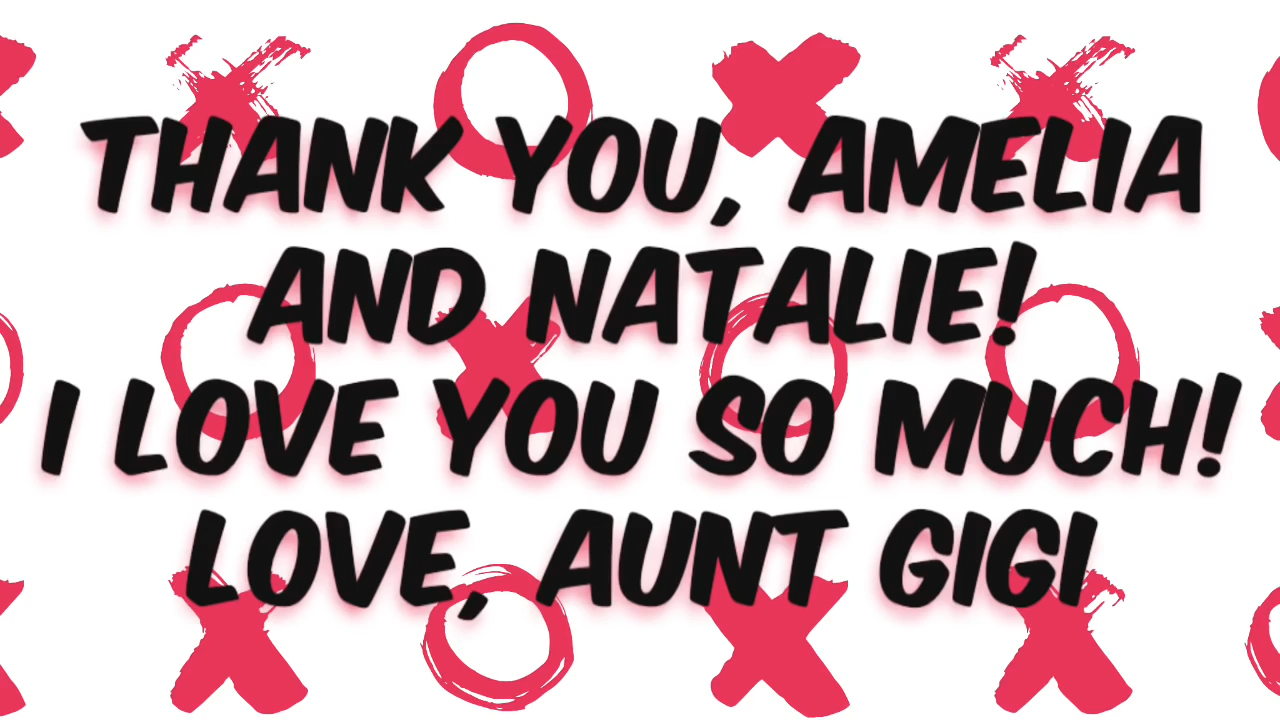 THANK YOU, AMELIA
AND NATALIE!
I LOVE YOU SO MUCH!
LOVE, AUNT GIGI